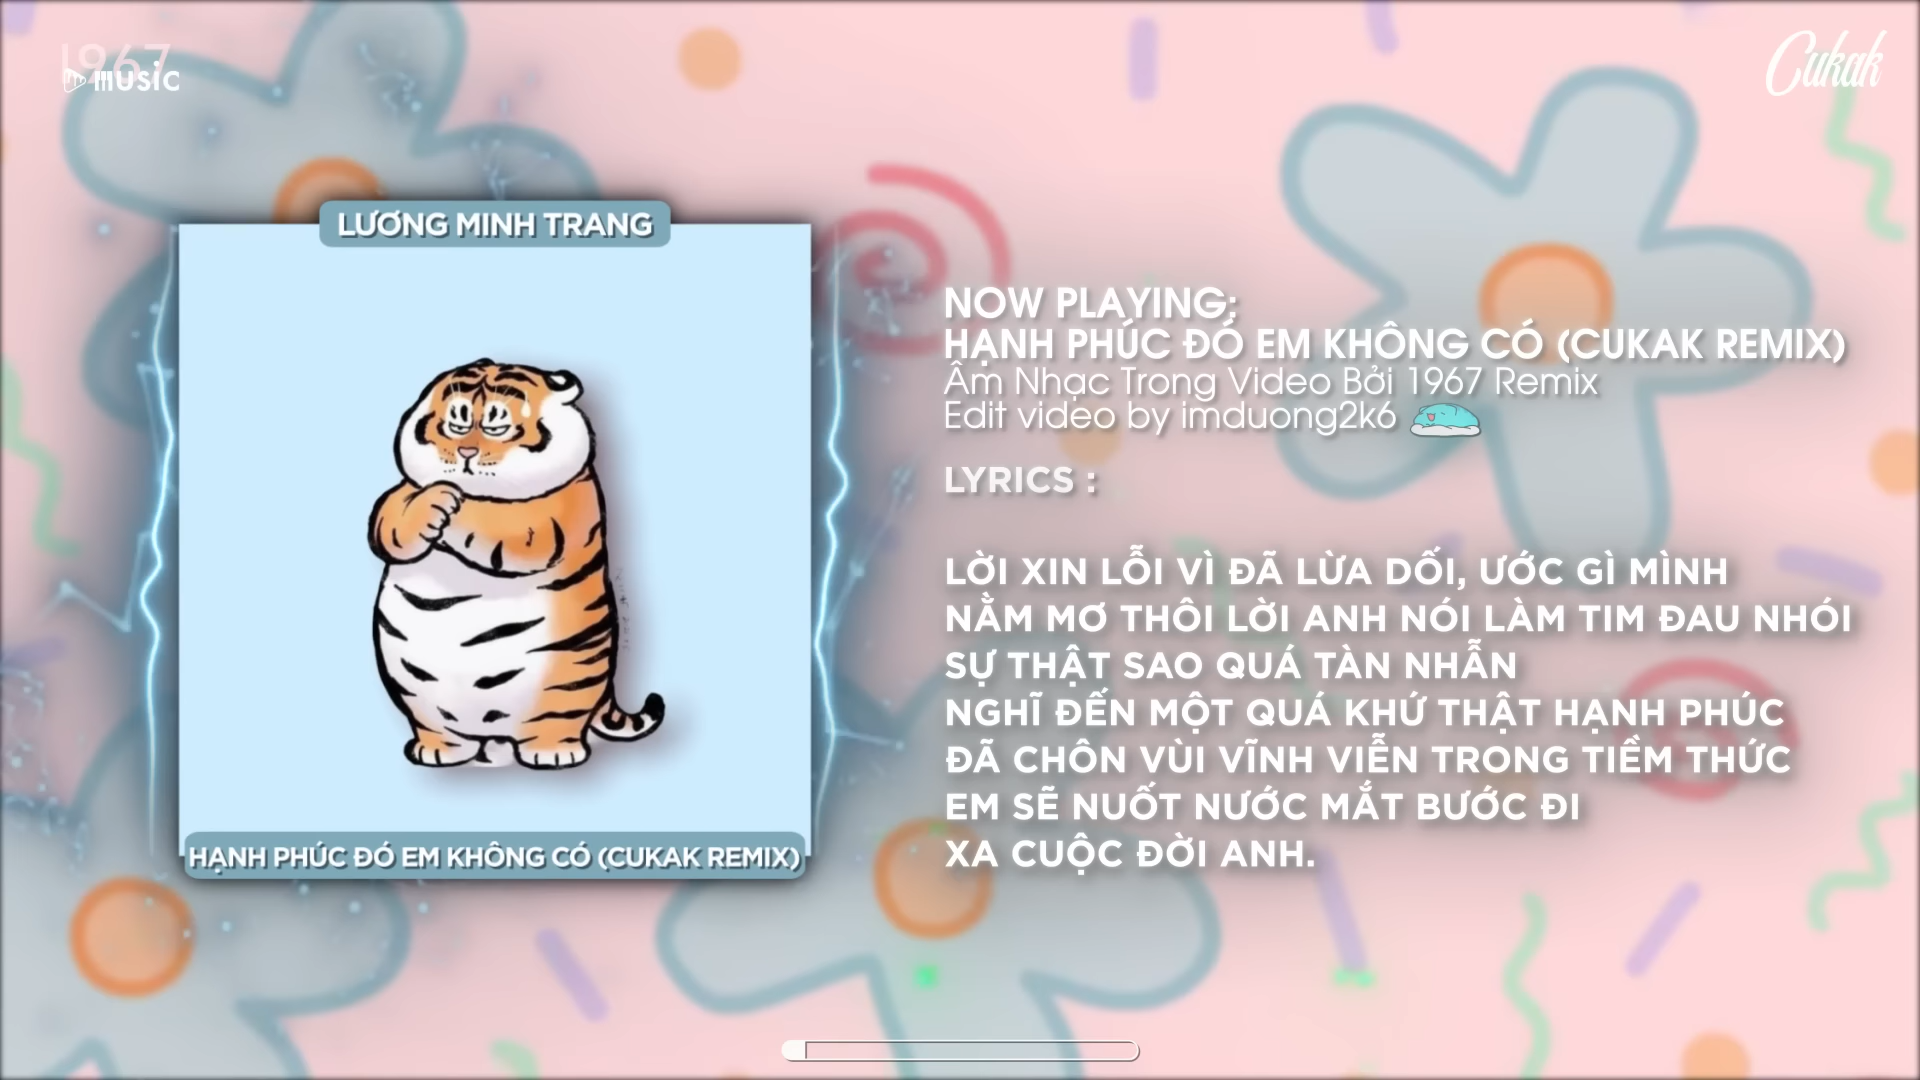 1967
music
Cukak
LƯƠNG MINH TRANG
HẠNH PHÚC ĐÓ EM KHÔNG CÓ (CUKAK REMIX)
NOW PLAYING:
HẠNH PHÚC ĐÓ EM KHÔNG CÓ (CUKAK REMIX)
Âm Nhạc Trong Video Bởi 1967 Remix
Edit video by imduong2k6
LYRICS :
LỜI XIN LỖI VÌ ĐÃ LỪA DỐI, ƯỚC GÌ MÌNH
NẰM MƠ THÔI LỜI ANH NÓI LÀM TIM ĐAU NHÓI
SỰ THẬT SAO QUÁ TÀN NHẪN
NGHĨ ĐẾN MỘT QUÁ KHỨ THẬT HẠNH PHÚC
ĐÃ CHÔN VÙI VĨNH VIỄN TRONG TIỀM THỨC
EM SẼ NUỐT NƯỚC MẮT BƯỚC ĐI
XA CUỘC ĐỜI ANH.